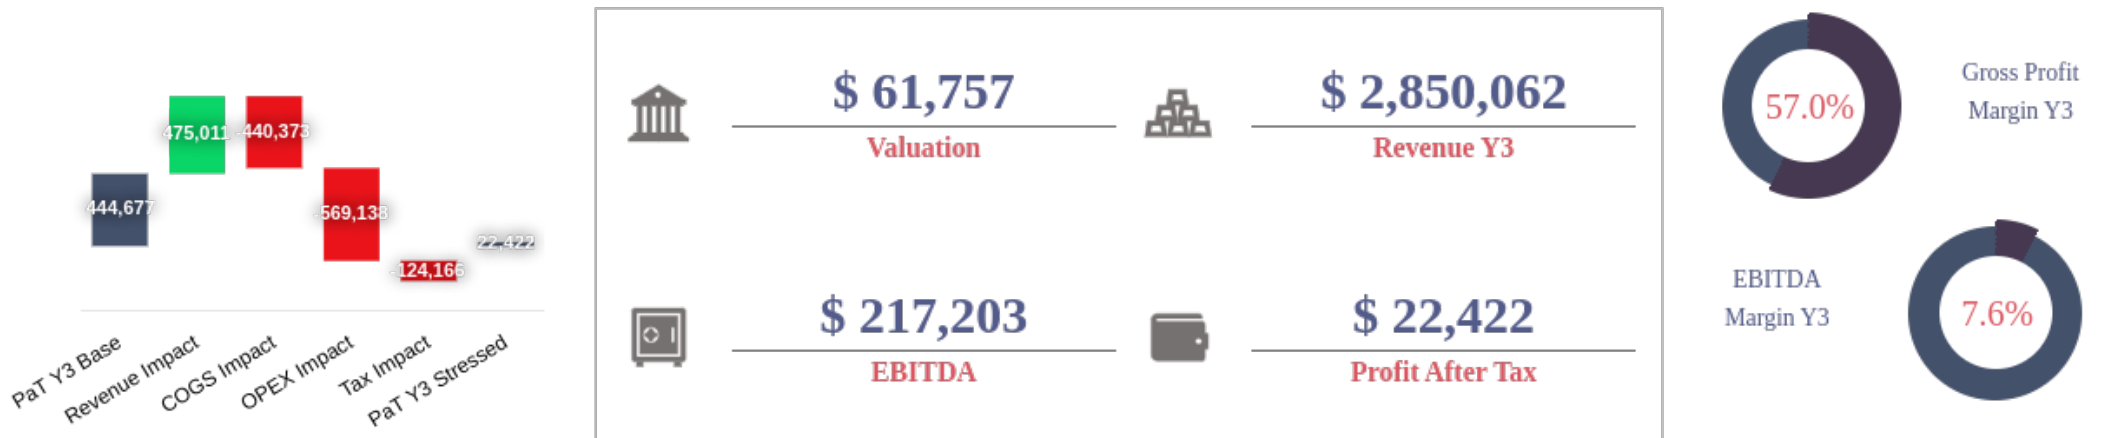 444,677
475,011
-440,373
-569,138
-124,166
22,422
PaT Y3 Base
Revenue Impact
COGS Impact
OPEX Impact
Tax Impact
PaT Y3 Stressed
$ 61,757
Valuation
$ 2,850,062
Revenue Y3
$ 217,203
EBITDA
$ 22,422
Profit After Tax
57.0%
Gross Profit
Margin Y3
EBITDA
Margin Y3
7.6%